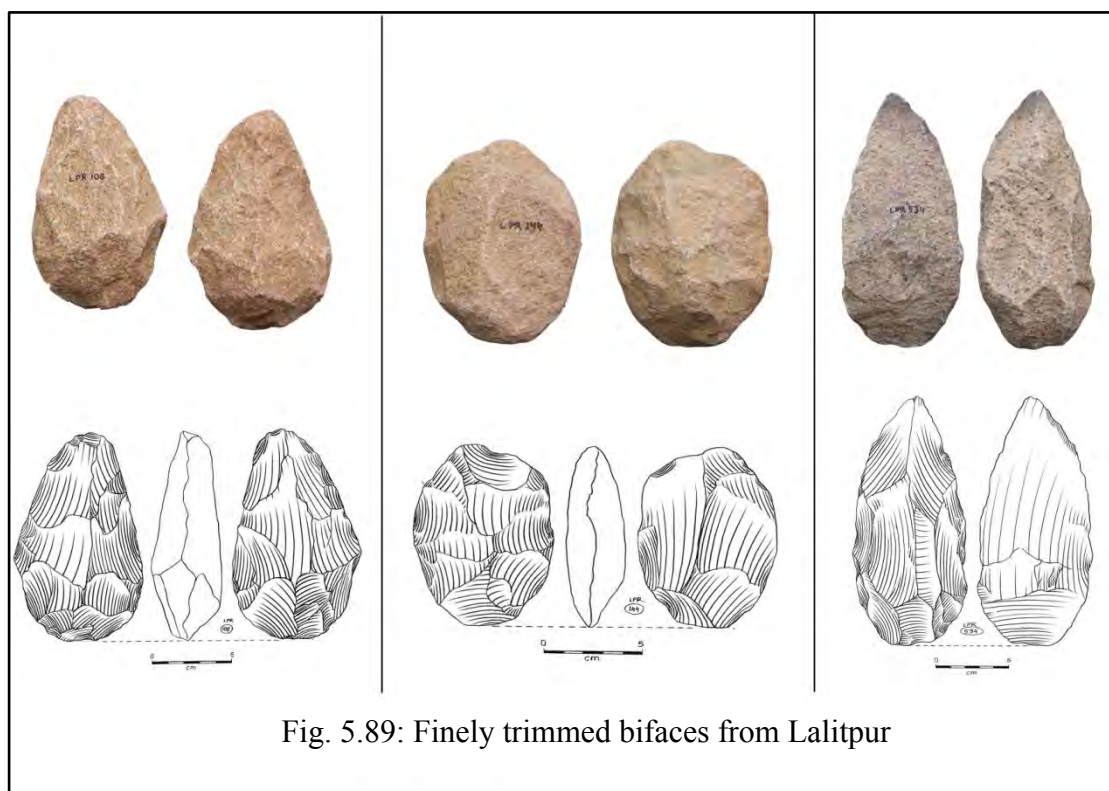 LPR 108
LPR 144
LPR 534
LPR
108
0 5
cm
LPR
144
0 5
cm
LPR
534
0 5
cm
Fig. 5.89: Finely trimmed bifaces from Lalitpur